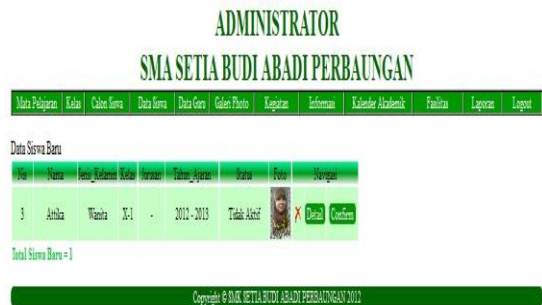 ADMINISTRATOR
SMA SETIA BUDI ABADI PERBAUNGAN
Mata Pelajaran Kelas Calon Siswa Data Siswa Data Guru Galeri Photo Kegiatan Informasi Kalender Akademik Fasilitas Laporan Logout
Data Siswa Baru
Nis Nama Jenis_Kelamin Kelas Jurusan Tahun_Ajaran Status Foto Navigasi
3 Attika Wanita X-1 - 2012 - 2013 Tidak Aktif X Detail Confirm
Total Siswa Baru = 1
Copyright © SMK SETIA BUDI ABADI PERBAUNGAN 2012